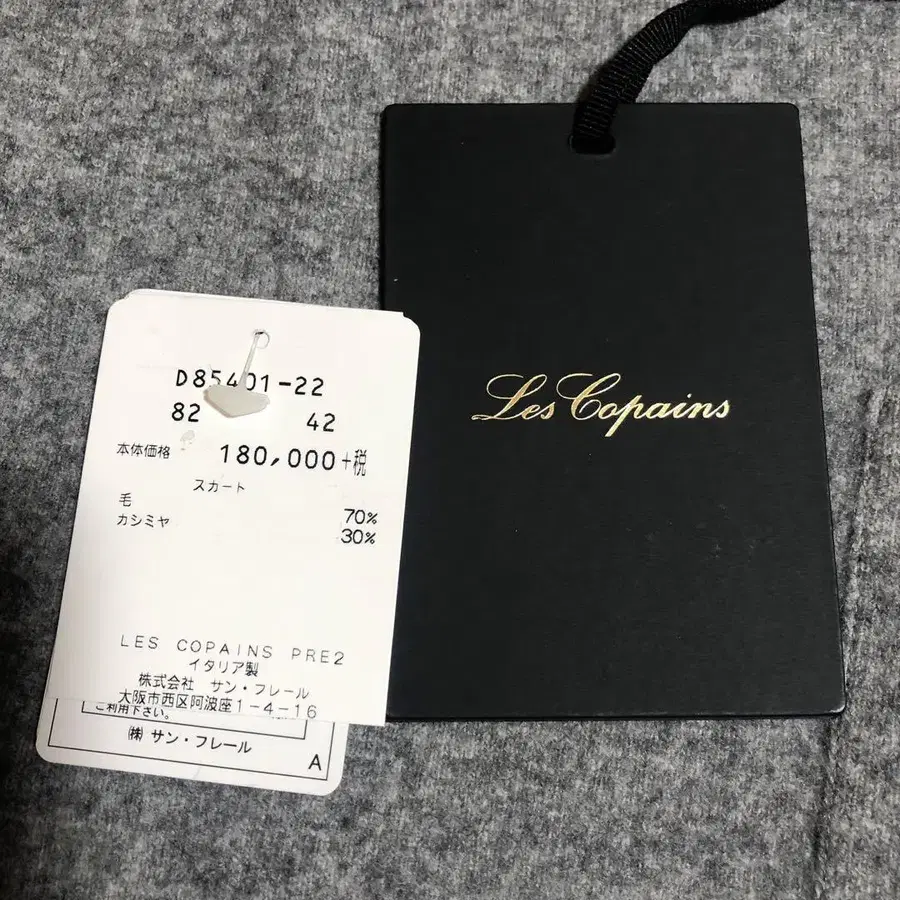 D85401-22
82 42
本体価格 180,000+税
スカート
毛 70%
カシミヤ 30%
LES COPAINS PRE2
イタリア製
株式会社 サン・フレール
大阪市西区阿波座1-4-16
ご利用下さい。
㈱ サン・フレール
A
Les Copains